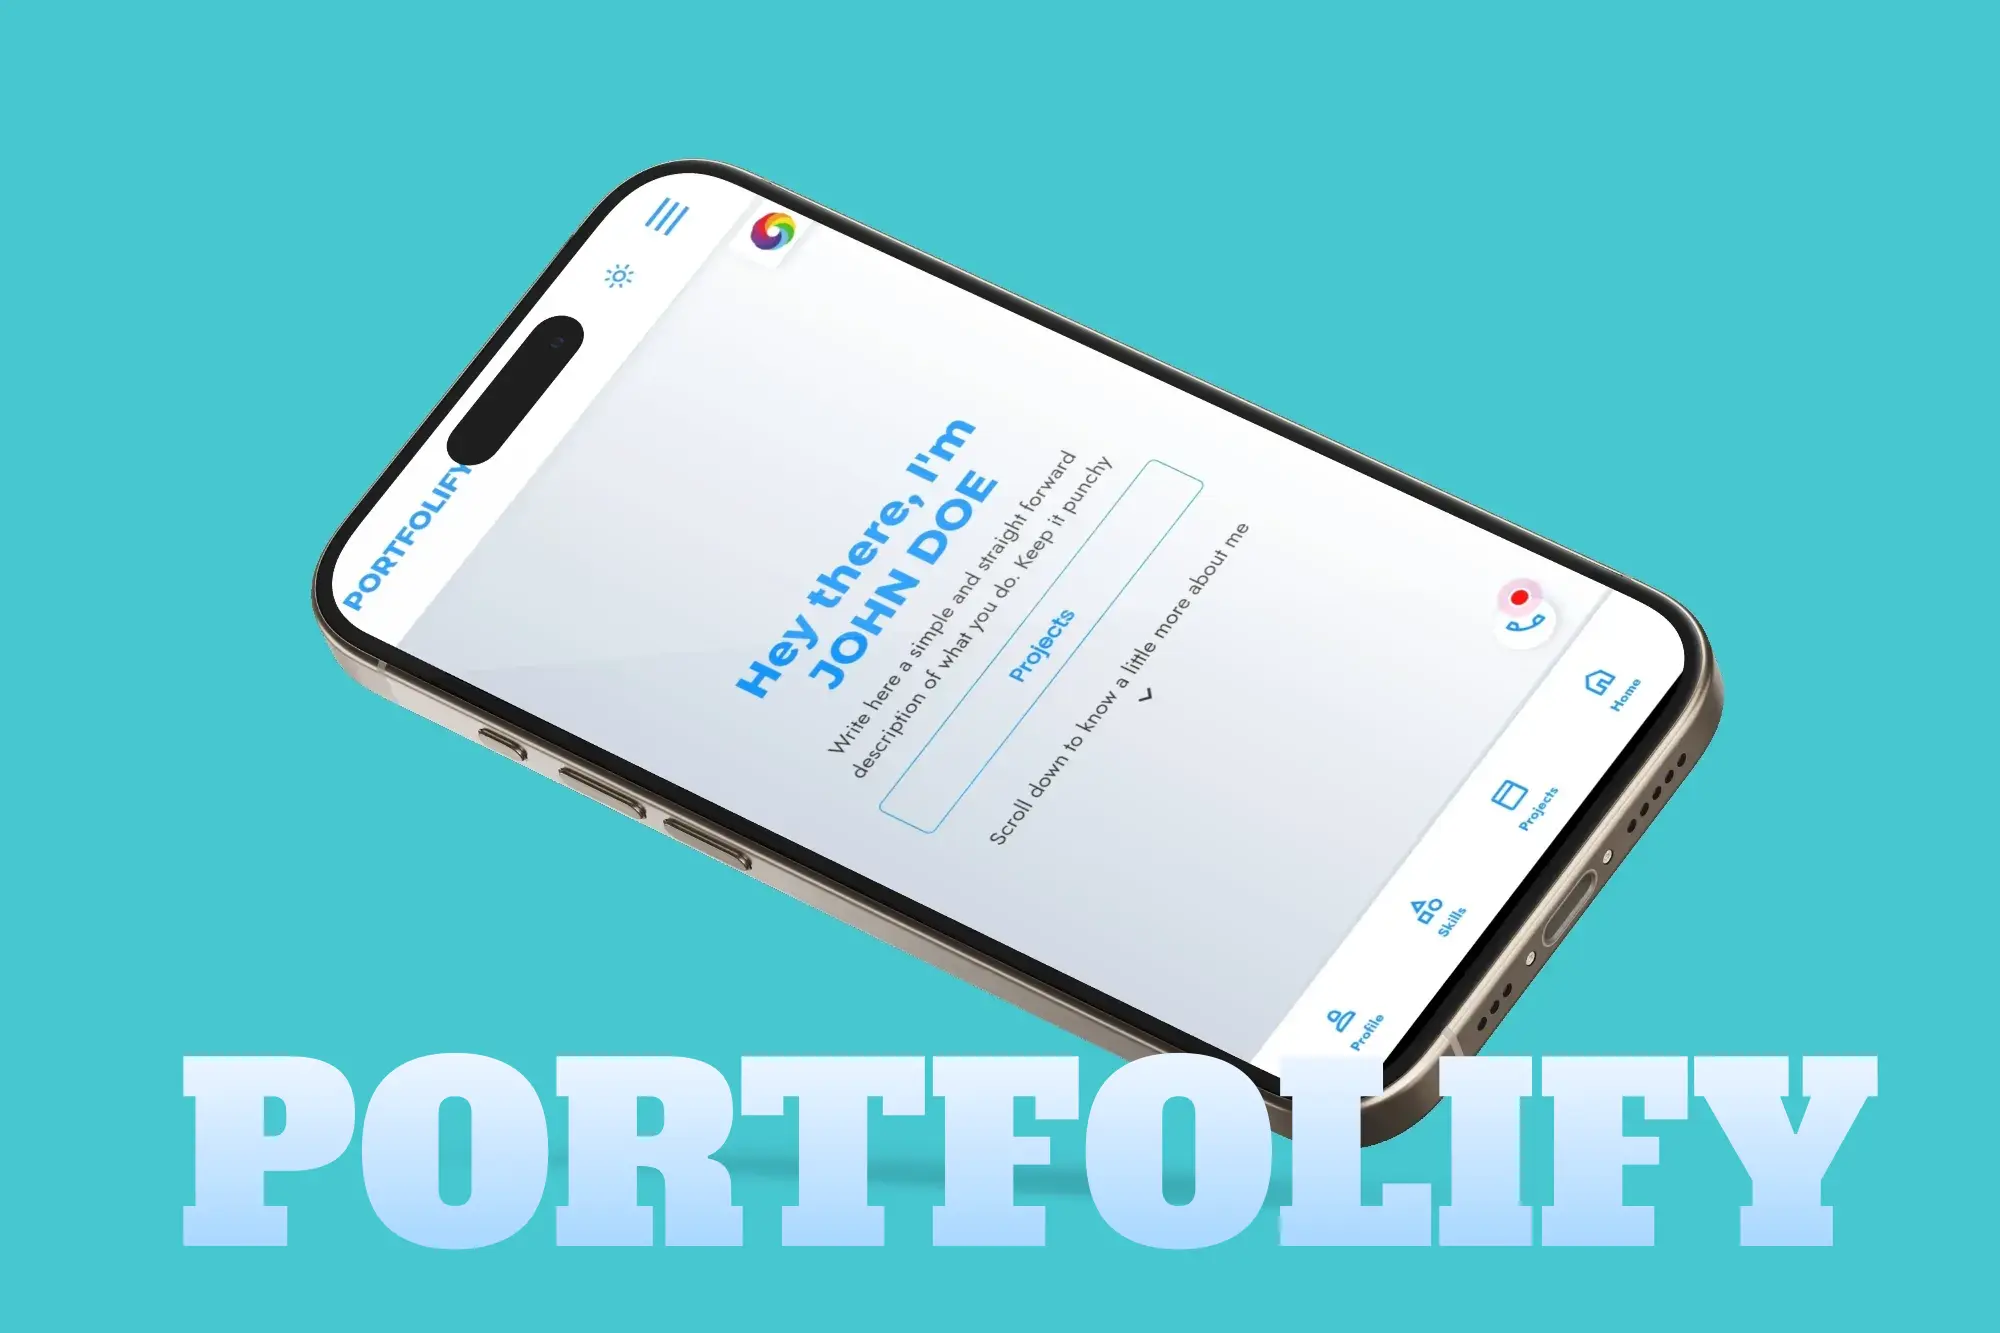 PORTFOLIFY
Hey there, I'm
JOHN DOE
Write here a simple and straight forward
description of what you do. Keep it punchy
Projects
Scroll down to know a little more about me
Home
Projects
Skills
Profile
PORTFOLIFY